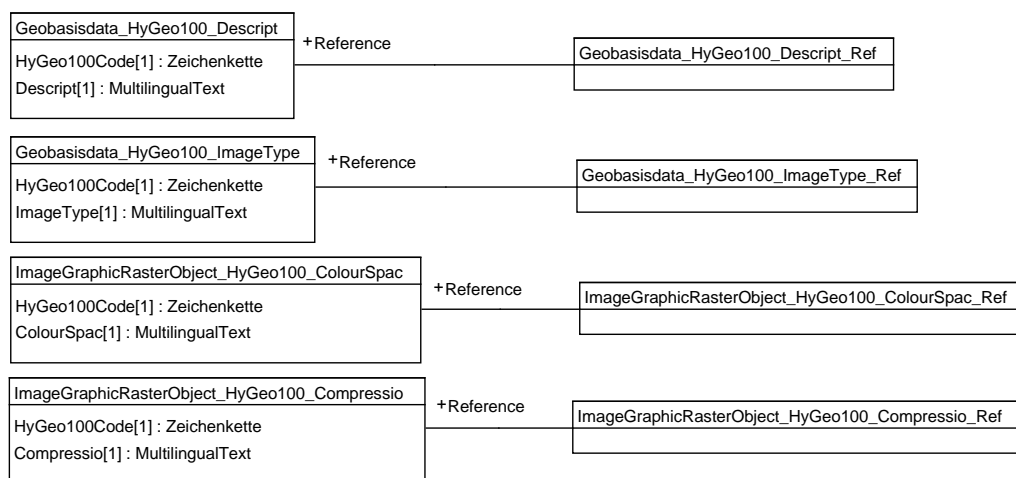 Geobasisdata_HyGeo100_Descript
+Reference
Geobasisdata_HyGeo100_Descript_Ref
HyGeo100Code[1] : Zeichenkette
Descript[1] : MultilingualText
Geobasisdata_HyGeo100_ImageType
+Reference
Geobasisdata_HyGeo100_ImageType_Ref
HyGeo100Code[1] : Zeichenkette
ImageType[1] : MultilingualText
ImageGraphicRasterObject_HyGeo100_ColourSpac
+Reference
ImageGraphicRasterObject_HyGeo100_ColourSpac_Ref
HyGeo100Code[1] : Zeichenkette
ColourSpac[1] : MultilingualText
ImageGraphicRasterObject_HyGeo100_Compressio
+Reference
ImageGraphicRasterObject_HyGeo100_Compressio_Ref
HyGeo100Code[1] : Zeichenkette
Compressio[1] : MultilingualText